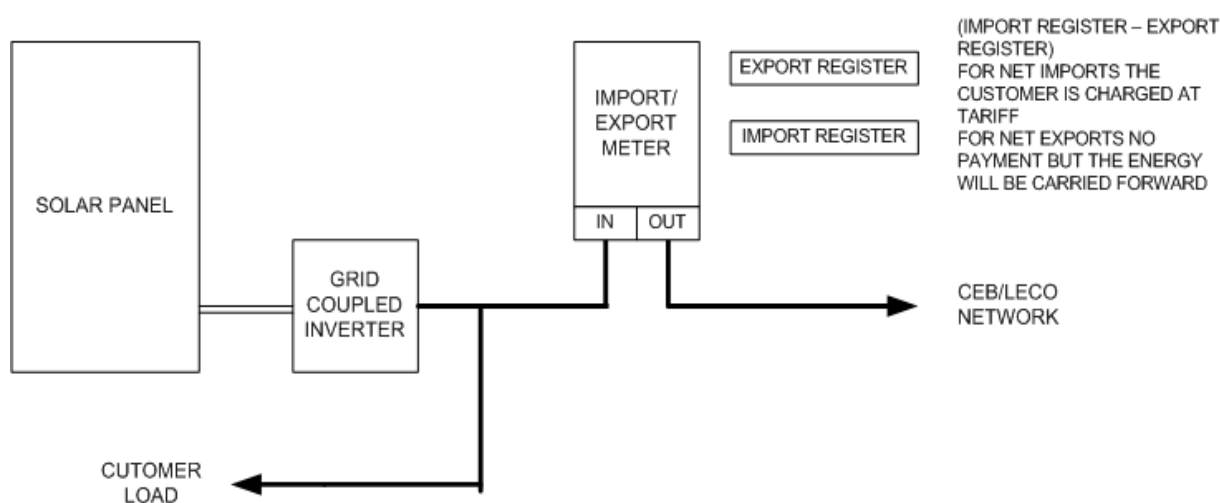 SOLAR PANEL
GRID
COUPLED
INVERTER
CUTOMER
LOAD
IMPORT/
EXPORT
METER
IN
OUT
EXPORT REGISTER
IMPORT REGISTER
(IMPORT REGISTER – EXPORT
REGISTER)
FOR NET IMPORTS THE
CUSTOMER IS CHARGED AT
TARIFF
FOR NET EXPORTS NO
PAYMENT BUT THE ENERGY
WILL BE CARRIED FORWARD
CEB/LECO
NETWORK